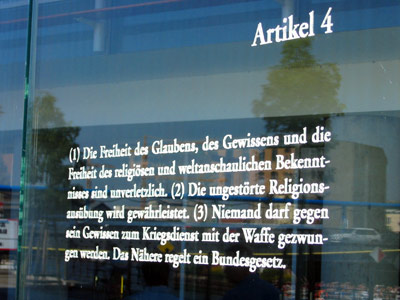 Artikel 4
(1) Die Freiheit des Glaubens, des Gewissens und die
Freiheit des religiösen und weltanschaulichen Bekennt-
nisses sind unverletzlich. (2) Die ungestörte Religions-
ausübung wird gewährleistet. (3) Niemand darf gegen
sein Gewissen zum Kriegsdienst mit der Waffe gezwun-
gen werden. Das Nähere regelt ein Bundesgesetz.